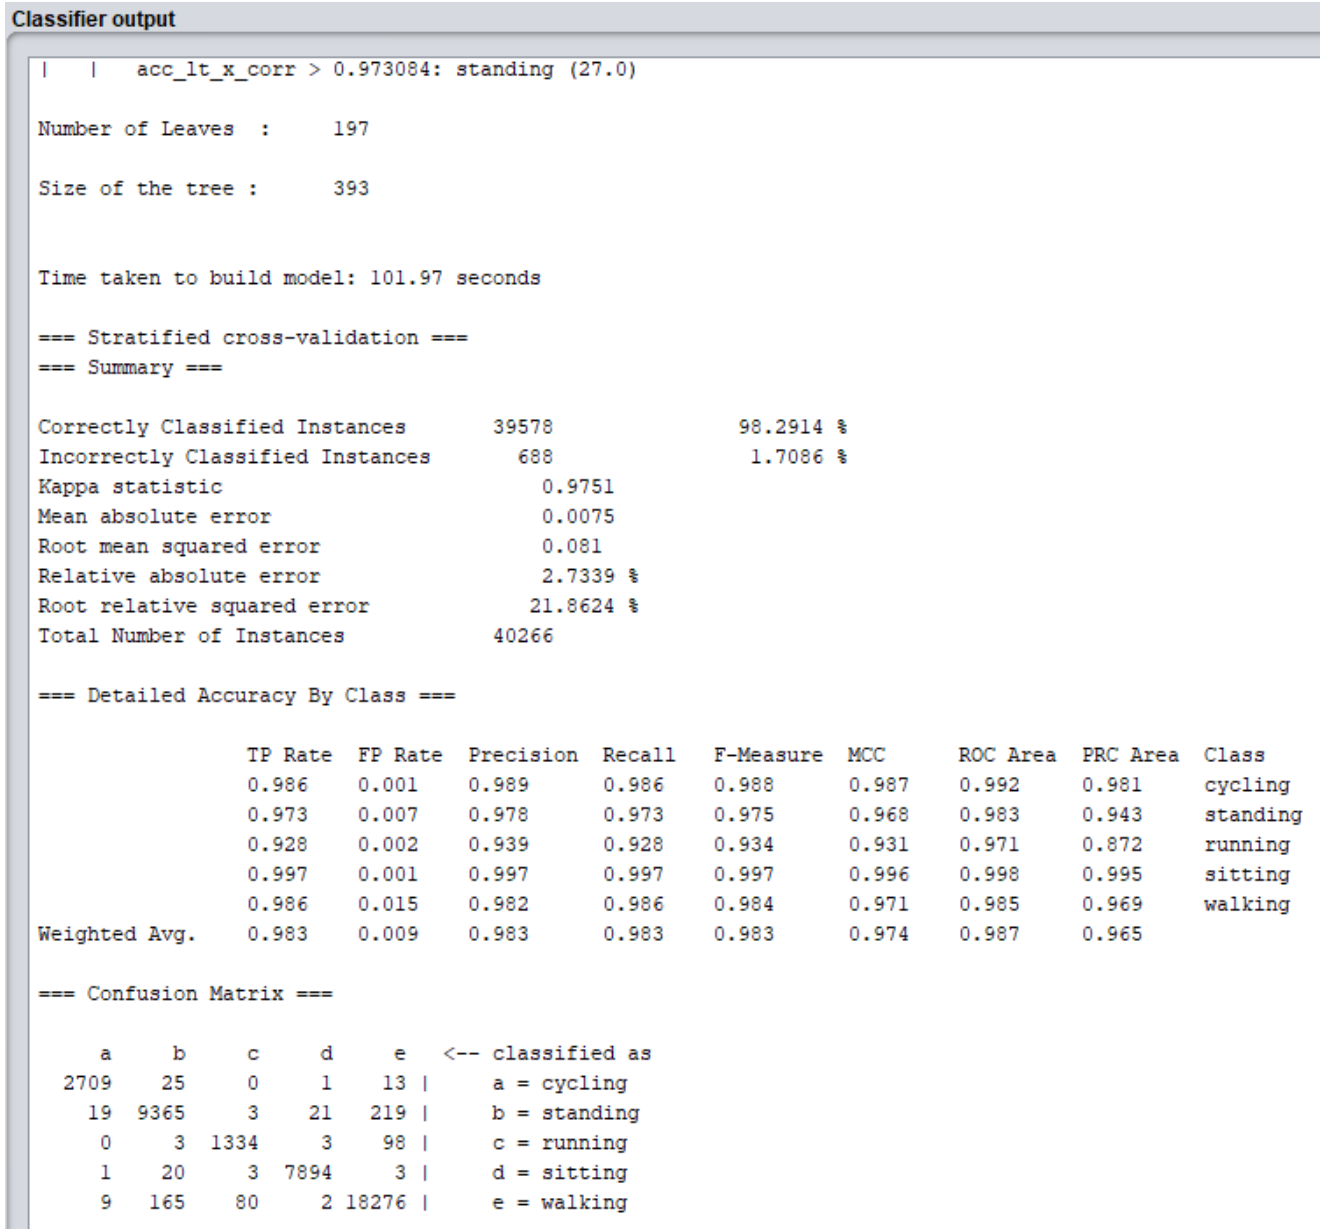 Classifier output
|   |   acc_lt_x_corr > 0.973084: standing (27.0)
Number of Leaves  :     197
Size of the tree :      393
Time taken to build model: 101.97 seconds
=== Stratified cross-validation ===
=== Summary ===
Correctly Classified Instances       39578               98.2914 %
Incorrectly Classified Instances       688                1.7086 %
Kappa statistic                          0.9751
Mean absolute error                      0.0075
Root mean squared error                  0.081
Relative absolute error                  2.7339 %
Root relative squared error             21.8624 %
Total Number of Instances            40266
=== Detailed Accuracy By Class ===
                 TP Rate  FP Rate  Precision  Recall   F-Measure  MCC      ROC Area  PRC Area  Class
                 0.986    0.001    0.989      0.986    0.988      0.987    0.992     0.981     cycling
                 0.973    0.007    0.978      0.973    0.975      0.968    0.983     0.943     standing
                 0.928    0.002    0.939      0.928    0.934      0.931    0.971     0.872     running
                 0.997    0.001    0.997      0.997    0.997      0.996    0.998     0.995     sitting
                 0.986    0.015    0.982      0.986    0.984      0.971    0.985     0.969     walking
Weighted Avg.    0.983    0.009    0.983      0.983    0.983      0.974    0.987     0.965
=== Confusion Matrix ===
     a     b     c     d     e   <-- classified as
  2709    25     0     1    13 |     a = cycling
    19  9365     3    21   219 |     b = standing
     0     3  1334     3    98 |     c = running
     1    20     3  7894     3 |     d = sitting
     9   165    80     2 18276 |     e = walking